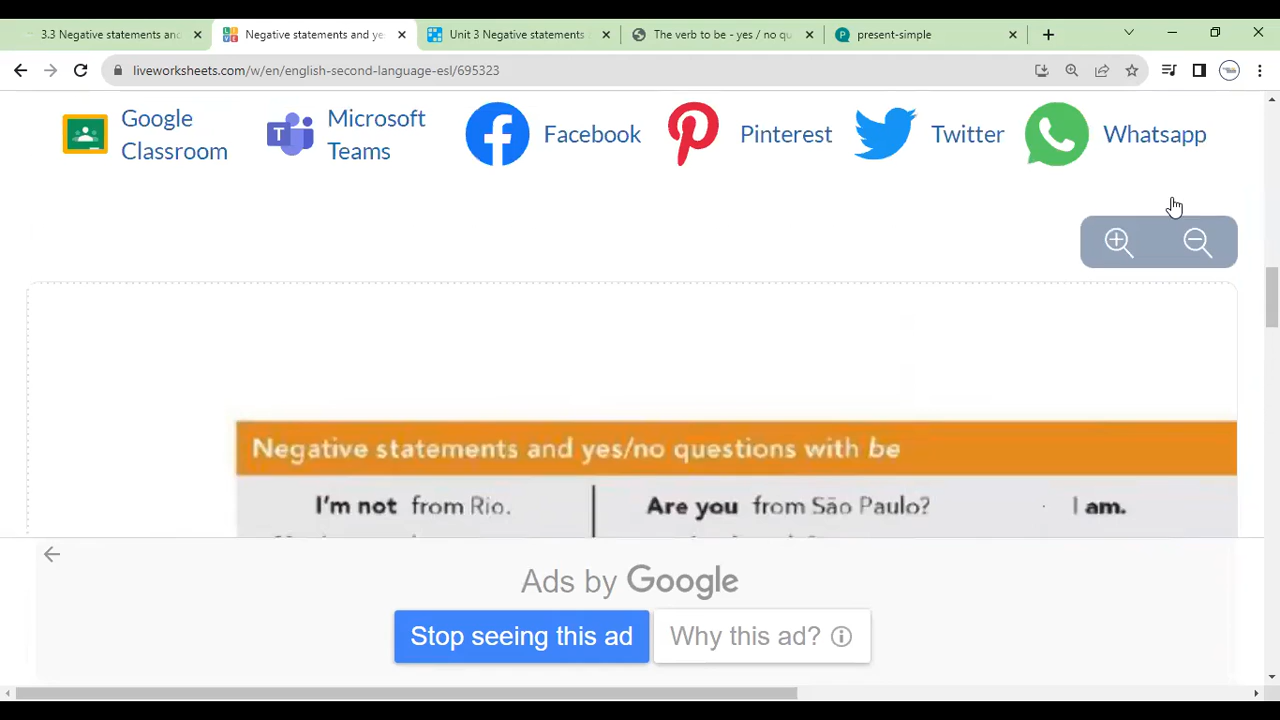 3.3 Negative statements and
Negative statements and ye
Unit 3 Negative statements
The verb to be - yes / no qu
present-simple
liveworksheets.com/w/en/english-second-language-esl/695323
Google
Classroom
Microsoft
Teams
Facebook
Pinterest
Twitter
Whatsapp
Negative statements and yes/no questions with be
I'm not from Rio.
Are you from São Paulo?
I am.
Ads by Google
Stop seeing this ad
Why this ad?